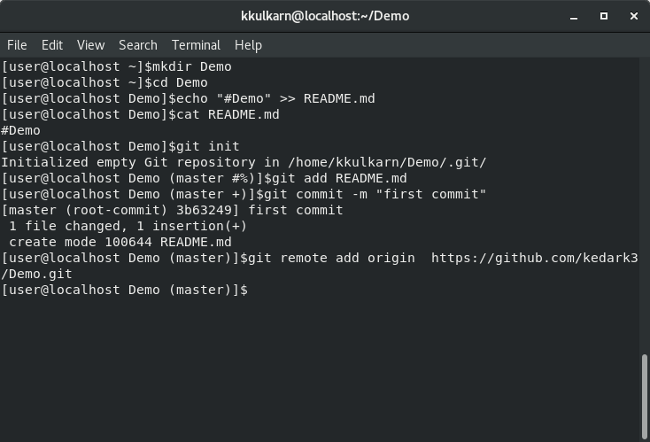 kkulkarn@localhost:~/Demo
File Edit View Search Terminal Help
[user@localhost ~]$mkdir Demo
[user@localhost ~]$cd Demo
[user@localhost Demo]$echo "#Demo" >> README.md
[user@localhost Demo]$cat README.md
#Demo
[user@localhost Demo]$git init
Initialized empty Git repository in /home/kkulkarn/Demo/.git/
[user@localhost Demo (master #%)]$git add README.md
[user@localhost Demo (master +)]$git commit -m "first commit"
[master (root-commit) 3b63249] first commit
 1 file changed, 1 insertion(+)
 create mode 100644 README.md
[user@localhost Demo (master)]$git remote add origin  https://github.com/kedark3
/Demo.git
[user@localhost Demo (master)]$